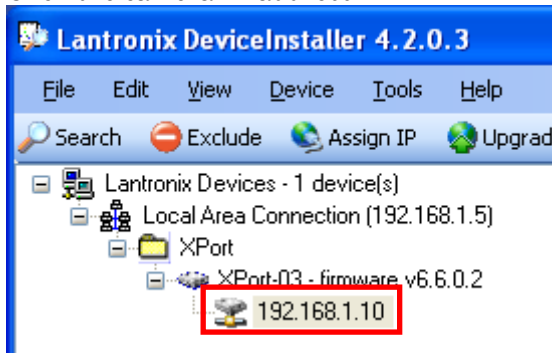 Lantronix DeviceInstaller 4.2.0.3
File Edit View Device Tools Help
Search Exclude Assign IP Upgrad
Lantronix Devices - 1 device(s)
Local Area Connection (192.168.1.5)
XPort
XPort-03 - firmware v6.6.0.2
192.168.1.10